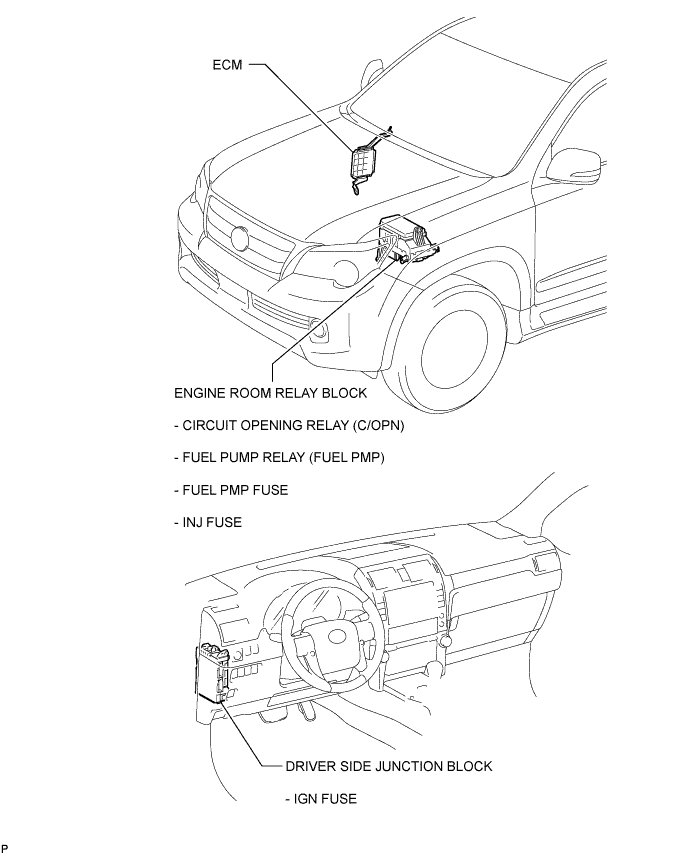 ECM
ENGINE ROOM RELAY BLOCK
- CIRCUIT OPENING RELAY (C/OPN)
- FUEL PUMP RELAY (FUEL PMP)
- FUEL PMP FUSE
- INJ FUSE
DRIVER SIDE JUNCTION BLOCK
- IGN FUSE
P